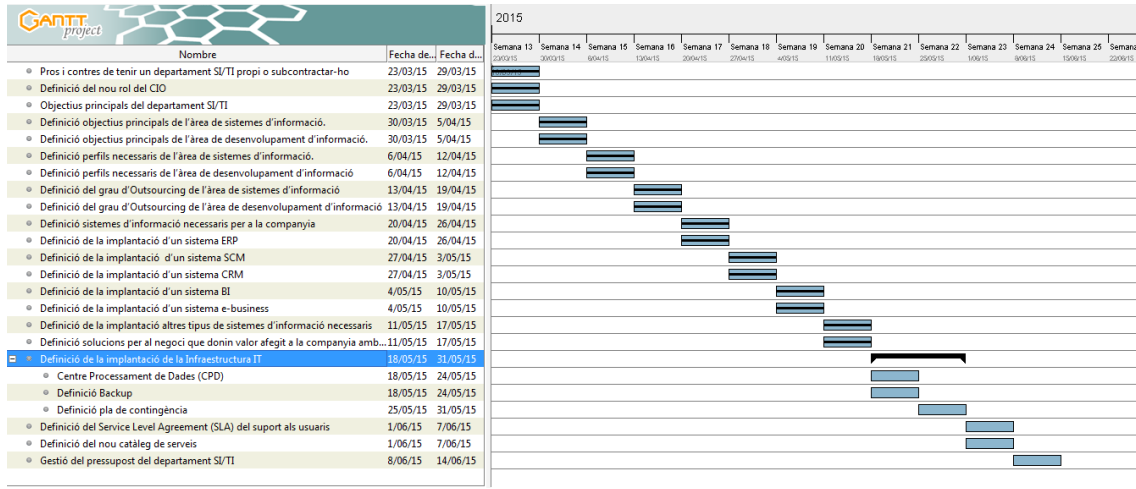 GANTT project
2015
Semana 13 Semana 14 Semana 15 Semana 16 Semana 17 Semana 18 Semana 19 Semana 20 Semana 21 Semana 22 Semana 23 Semana 24 Semana 25 Semana
23/03/15 30/03/15 6/04/15 13/04/15 20/04/15 27/04/15 4/05/15 11/05/15 18/05/15 25/05/15 1/06/15 8/06/15 15/06/15 22/06/15
Nombre Fecha de... Fecha d...
Pros i contres de tenir un departament SI/TI propi o subcontractar-ho 23/03/15 29/03/15
Definició del nou rol del CIO 23/03/15 29/03/15
Objectius principals del departament SI/TI 23/03/15 29/03/15
Definició objectius principals de l'àrea de sistemes d'informació. 30/03/15 5/04/15
Definició objectius principals de l'àrea de desenvolupament d'informació. 30/03/15 5/04/15
Definició perfils necessaris de l'àrea de sistemes d'informació. 6/04/15 12/04/15
Definició perfils necessaris de l'àrea de desenvolupament d'informació 6/04/15 12/04/15
Definició del grau d'Outsourcing de l'àrea de sistemes d'informació 13/04/15 19/04/15
Definició del grau d'Outsourcing de l'àrea de desenvolupament d'informació 13/04/15 19/04/15
Definició sistemes d'informació necessaris per a la companyia 20/04/15 26/04/15
Definició de la implantació d'un sistema ERP 20/04/15 26/04/15
Definició de la implantació d'un sistema SCM 27/04/15 3/05/15
Definició de la implantació d'un sistema CRM 27/04/15 3/05/15
Definició de la implantació d'un sistema BI 4/05/15 10/05/15
Definició de la implantació d'un sistema e-business 4/05/15 10/05/15
Definició de la implantació altres tipus de sistemes d'informació necessaris 11/05/15 17/05/15
Definició solucions per al negoci que donin valor afegit a la companyia amb... 11/05/15 17/05/15
Definició de la implantació de la Infraestructura IT 18/05/15 31/05/15
Centre Processament de Dades (CPD) 18/05/15 24/05/15
Definició Backup 18/05/15 24/05/15
Definició pla de contingència 25/05/15 31/05/15
Definició del Service Level Agreement (SLA) del suport als usuaris 1/06/15 7/06/15
Definició del nou catàleg de serveis 1/06/15 7/06/15
Gestió del pressupost del departament SI/TI 8/06/15 14/06/15